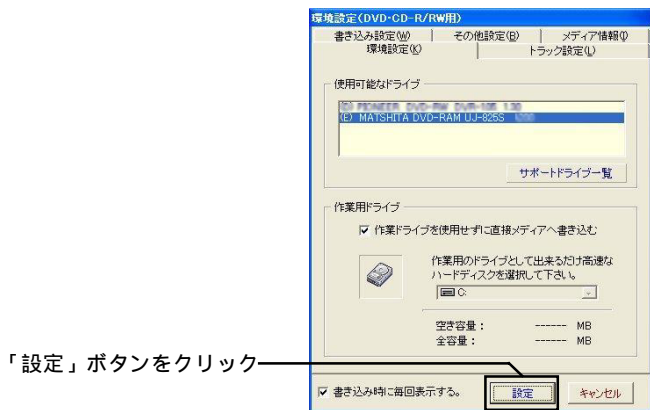 環境設定(DVD・CD-R/RW用)
書き込み設定(W) その他設定(B) メディア情報(I)
環境設定(K) トラック設定(L)
使用可能なドライブ
(D) PIONEER DVD-RW DVR-105 1.30
(E) MATSHITA DVD-RAM UJ-825S
サポートドライブ一覧
作業用ドライブ
作業ドライブを使用せずに直接メディアへ書き込む
作業用のドライブとして出来るだけ高速な
ハードディスクを選択して下さい。
C:
空き容量: ------ MB
全容量: ------ MB
「設定」ボタンをクリック
書き込み時に毎回表示する。 設定 キャンセル